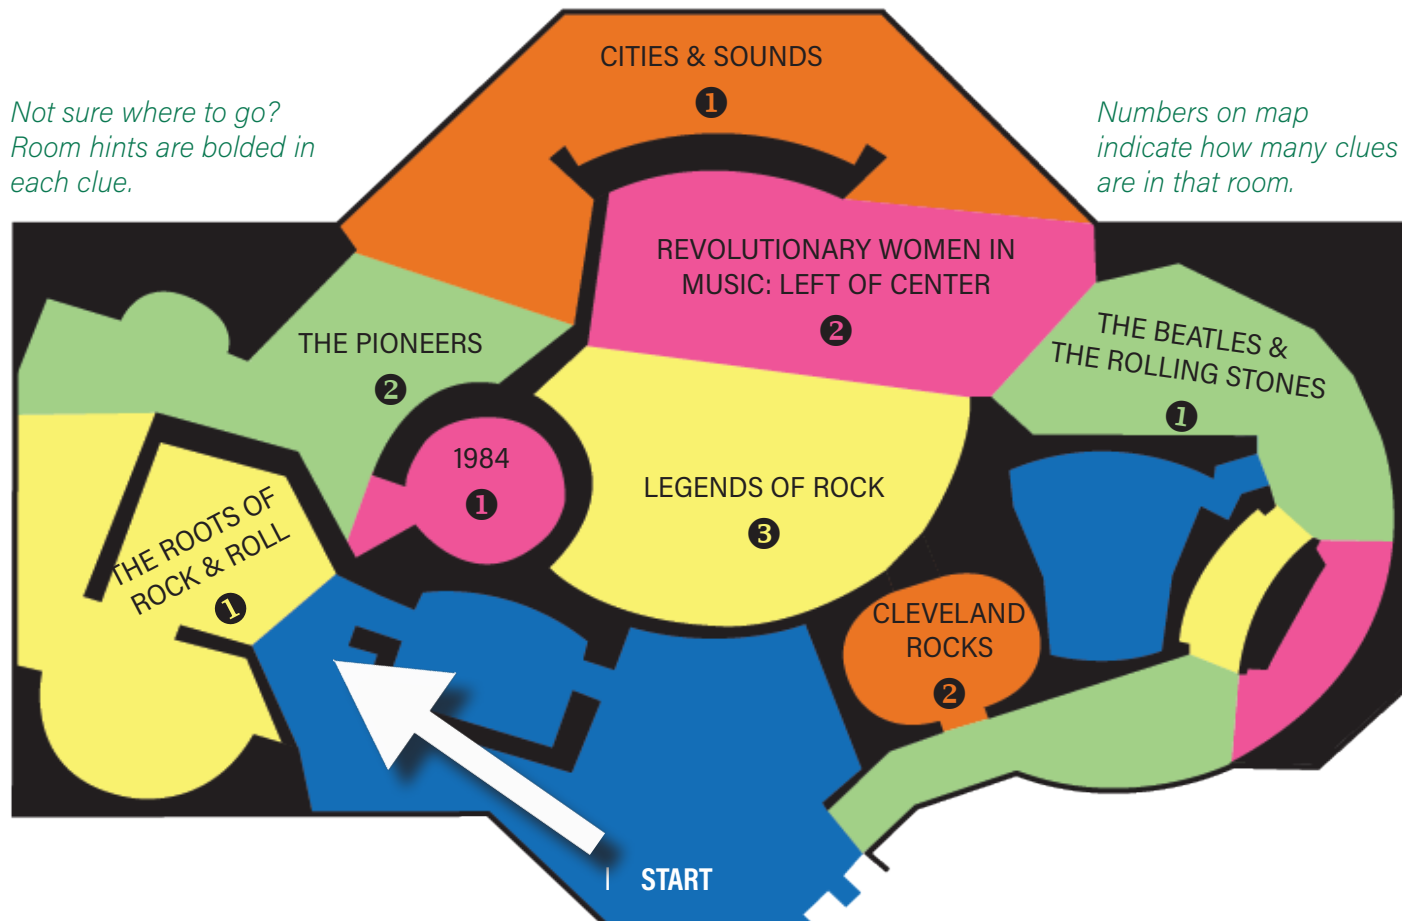 CITIES & SOUNDS
1
Not sure where to go?
Room hints are bolded in
each clue.
Numbers on map
indicate how many clues
are in that room.
REVOLUTIONARY WOMEN IN
MUSIC: LEFT OF CENTER
2
THE PIONEERS
2
THE BEATLES &
THE ROLLING STONES
1
1984
1
LEGENDS OF ROCK
3
THE ROOTS OF
ROCK & ROLL
1
CLEVELAND
ROCKS
2
START